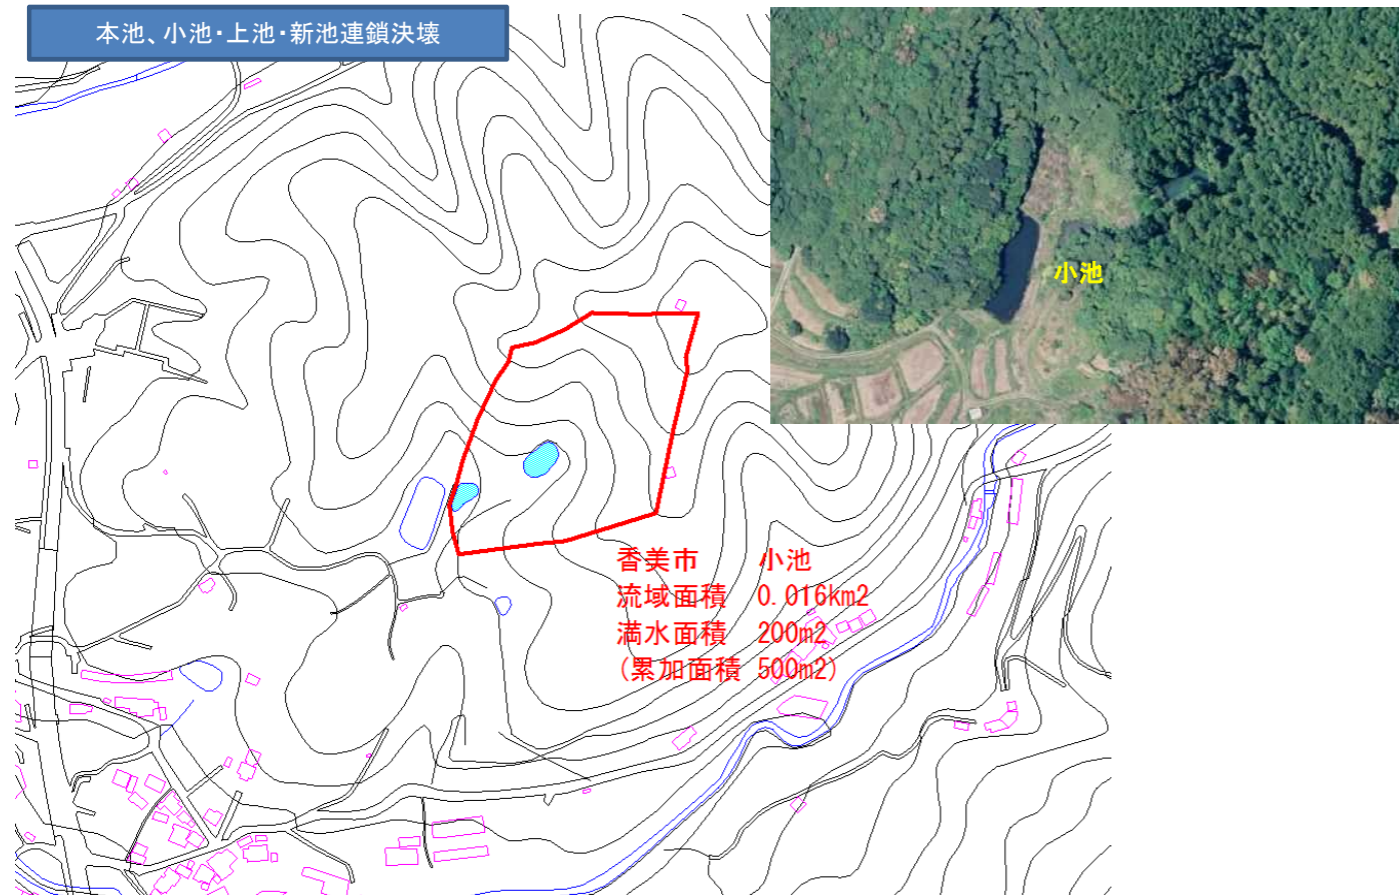 本池、小池・上池・新池連鎖決壊
小池
香美市 小池
流域面積 0.016km2
満水面積 200m2
(累加面積 500m2)